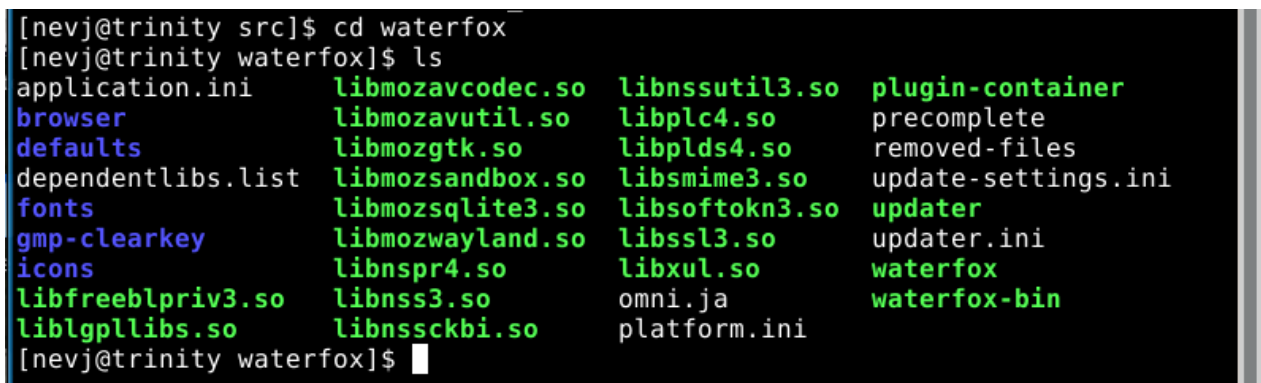 [nevj@trinity src]$ cd waterfox
[nevj@trinity waterfox]$ ls
application.ini libmozavcodec.so libnssutil3.so plugin-container
browser libmozavutil.so libplc4.so precomplete
defaults libmozgtk.so libplds4.so removed-files
dependentlibs.list libmozsandbox.so libsmime3.so update-settings.ini
fonts libmozsqlite3.so libsoftokn3.so updater
gmp-clearkey libmozwayland.so libssl3.so updater.ini
icons libnspr4.so libxul.so waterfox
libfreeblpriv3.so libnss3.so omni.ja waterfox-bin
liblgpllibs.so libnssckbi.so platform.ini
[nevj@trinity waterfox]$